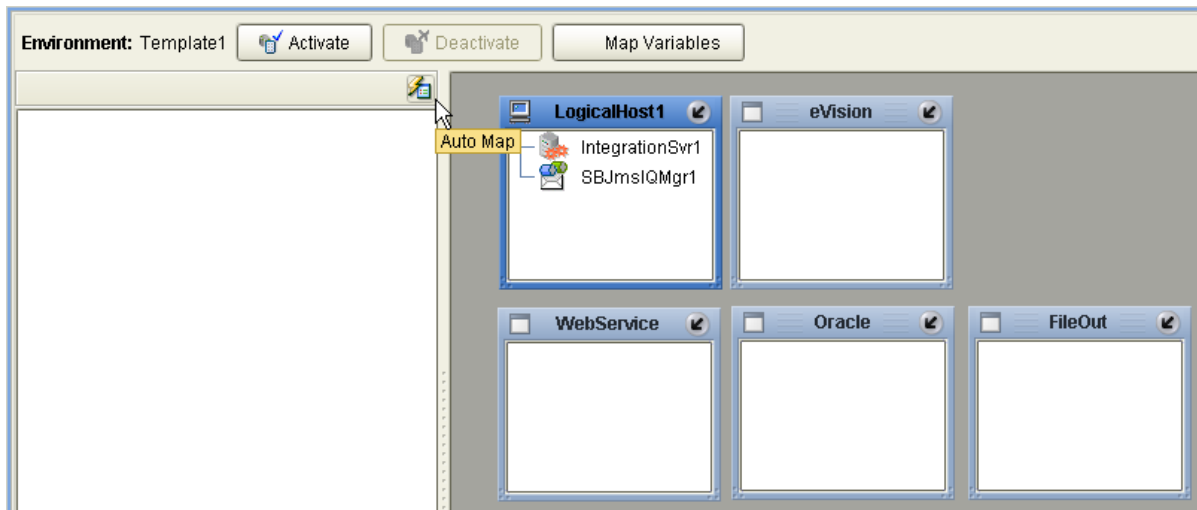 Environment: Template1 Activate Deactivate Map Variables
Auto Map
LogicalHost1
IntegrationSvr1
SBJmsIQMgr1
eVision
WebService
Oracle
FileOut